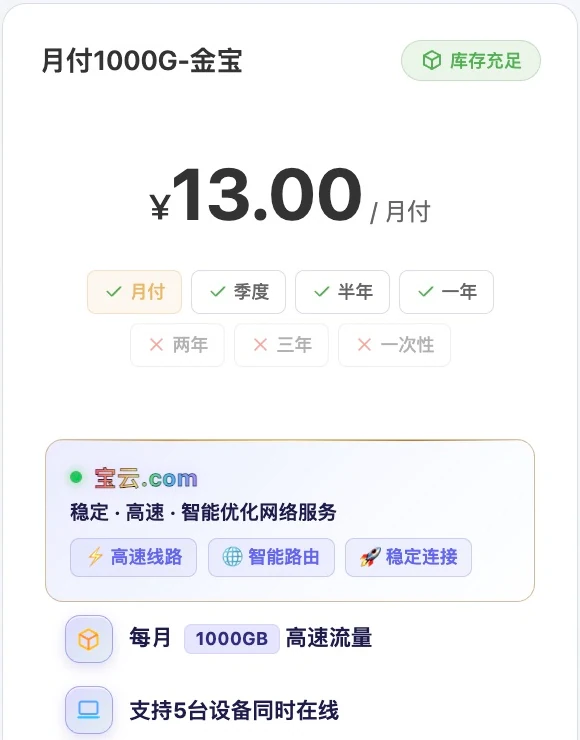 月付1000G-金宝 库存充足
¥13.00 / 月付
月付 季度 半年 一年
两年 三年 一次性
宝云.com
稳定 · 高速 · 智能优化网络服务
高速线路 智能路由 稳定连接
每月 1000GB 高速流量
支持5台设备同时在线